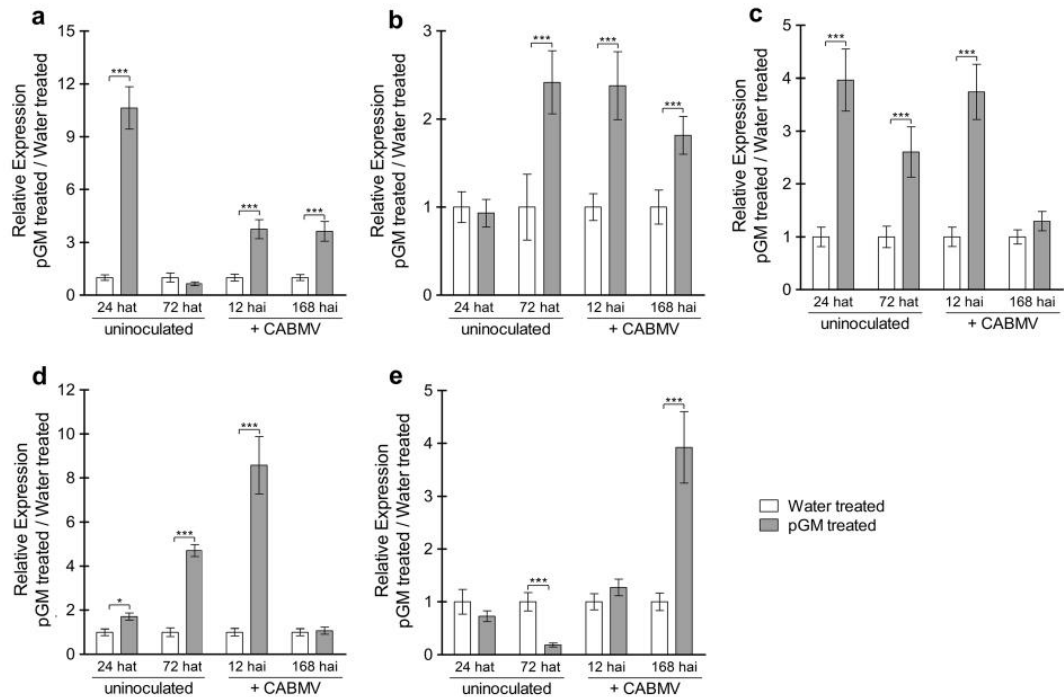 a
Relative Expression
pGM treated / Water treated
15
12
9
6
3
0
***
***
***
24 hat 72 hat 12 hai 168 hai
uninoculated + CABMV
b
Relative Expression
pGM treated / Water treated
3
2
1
0
***
***
***
24 hat 72 hat 12 hai 168 hai
uninoculated + CABMV
c
Relative Expression
pGM treated / Water treated
5
4
3
2
1
0
***
***
***
24 hat 72 hat 12 hai 168 hai
uninoculated + CABMV
d
Relative Expression
pGM treated / Water treated
12
10
8
6
4
2
0
*
***
***
24 hat 72 hat 12 hai 168 hai
uninoculated + CABMV
e
Relative Expression
pGM treated / Water treated
5
4
3
2
1
0
***
***
24 hat 72 hat 12 hai 168 hai
uninoculated + CABMV
Water treated
pGM treated